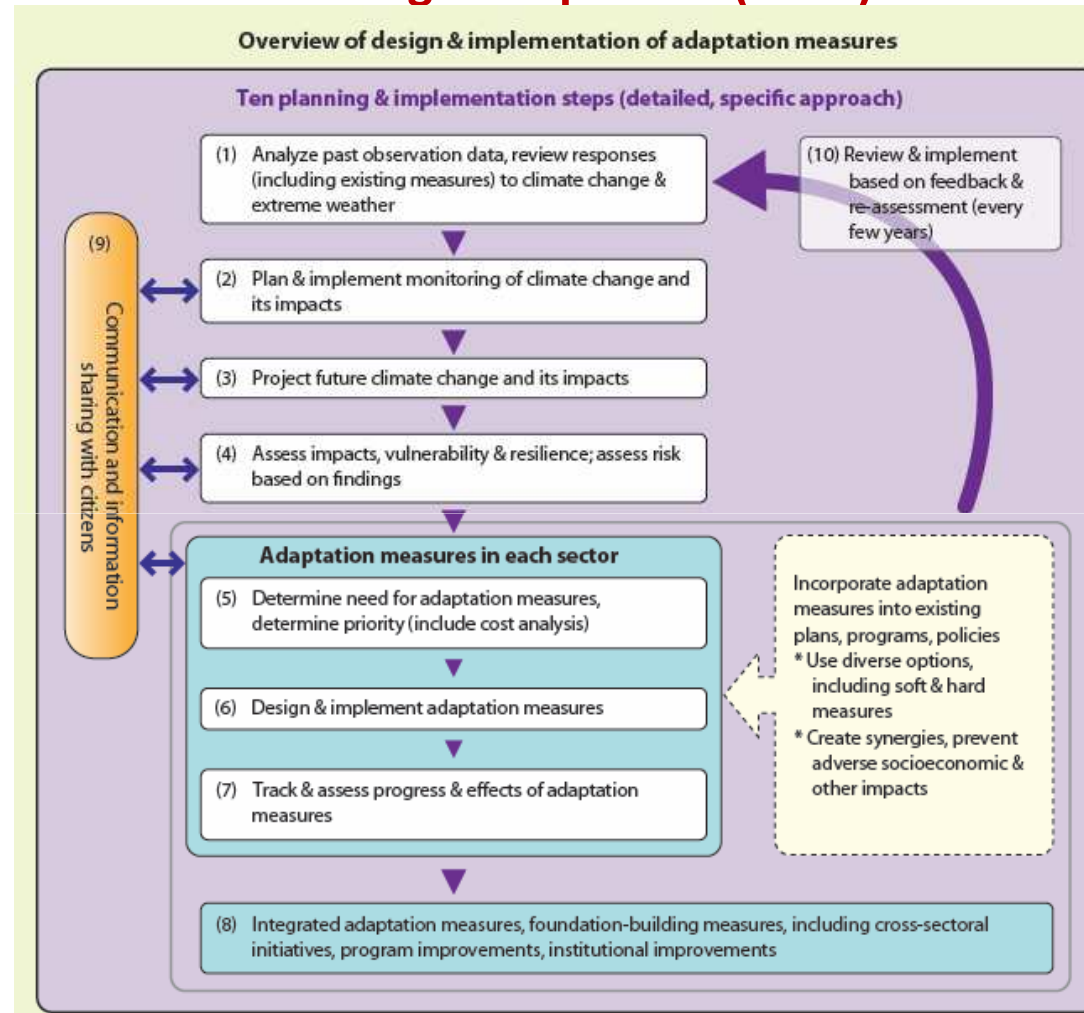 Overview of design & implementation of adaptation measures
Ten planning & implementation steps (detailed, specific approach)
(1) Analyze past observation data, review responses
(including existing measures) to climate change &
extreme weather
(10) Review & implement
based on feedback &
re-assessment (every
few years)
(9)
Communication and information
sharing with citizens
(2) Plan & implement monitoring of climate change and
its impacts
(3) Project future climate change and its impacts
(4) Assess impacts, vulnerability & resilience; assess risk
based on findings
Adaptation measures in each sector
(5) Determine need for adaptation measures,
determine priority (include cost analysis)
(6) Design & implement adaptation measures
(7) Track & assess progress & effects of adaptation
measures
Incorporate adaptation
measures into existing
plans, programs, policies
* Use diverse options,
including soft & hard
measures
* Create synergies, prevent
adverse socioeconomic &
other impacts
(8) Integrated adaptation measures, foundation-building measures, including cross-sectoral
initiatives, program improvements, institutional improvements